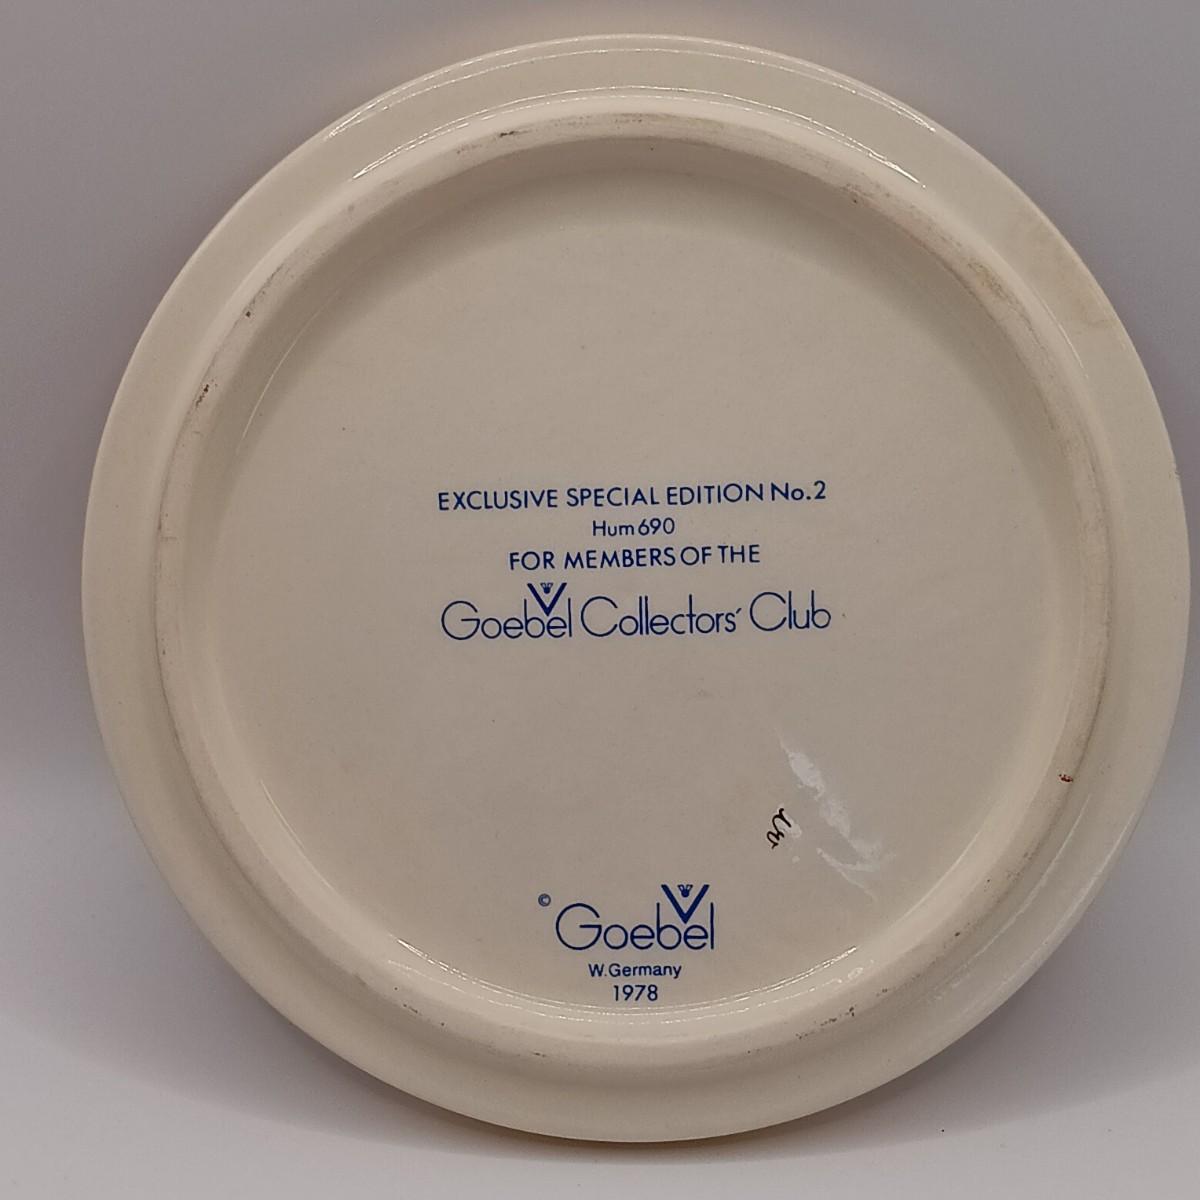 EXCLUSIVE SPECIAL EDITION No.2
Hum 690
FOR MEMBERS OF THE
Goebel Collectors' Club
© Goebel
W. Germany
1978